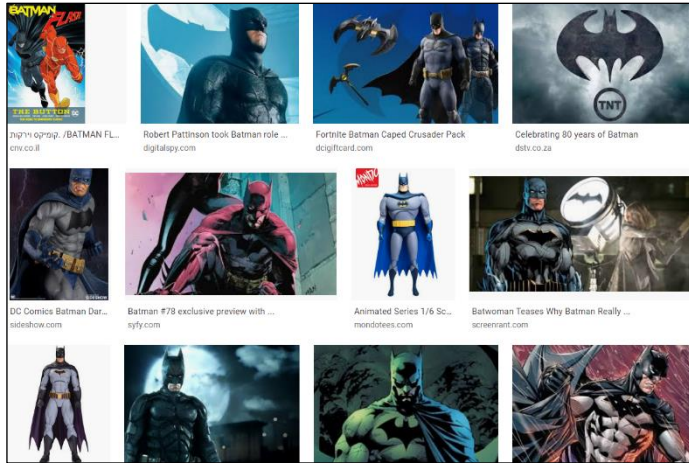 BATMAN
FLASH
THE BUTTON
DC
TNT
קומיקס וירקות. /BATMAN FL...
Robert Pattinson took Batman role ...
Fortnite Batman Caped Crusader Pack
Celebrating 80 years of Batman
cnv.co.il
digitalspy.com
dcgiftcard.com
dstv.co.za
MONDO
DC Comics Batman Dar...
Batman #78 exclusive preview with ...
Animated Series 1/6 Sc...
Batwoman Teases Why Batman Really ...
sideshow.com
syfy.com
mondotees.com
screenrant.com